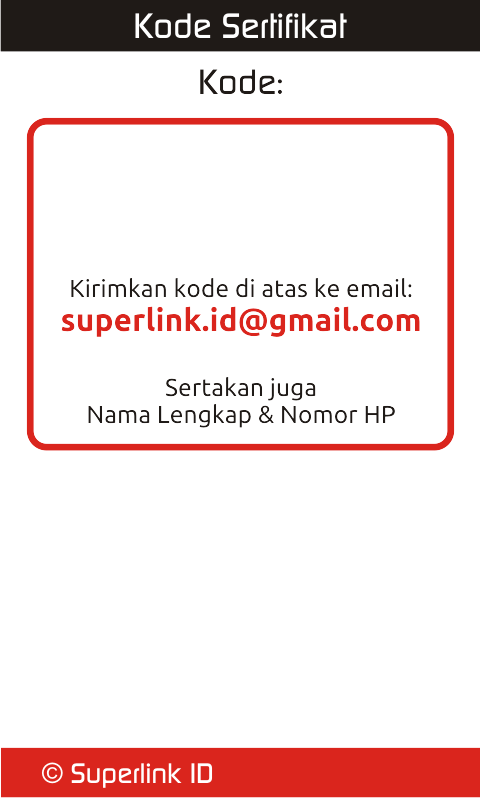 Kode Sertifikat
Kode:
Kirimkan kode di atas ke email:
superlink.id@gmail.com
Sertakan juga
Nama Lengkap & Nomor HP
© Superlink ID